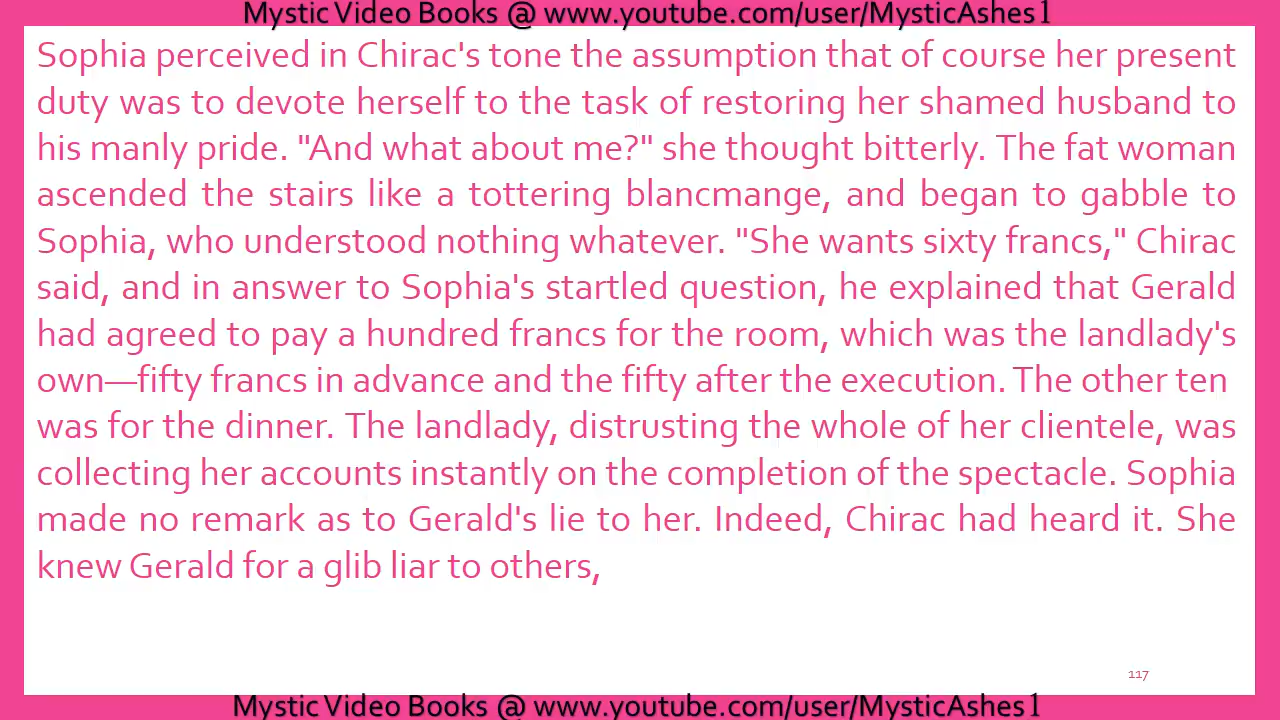 Mystic Video Books @ www.youtube.com/user/MysticAshes1
Sophia perceived in Chirac's tone the assumption that of course her present
duty was to devote herself to the task of restoring her shamed husband to
his manly pride. "And what about me?" she thought bitterly. The fat woman
ascended the stairs like a tottering blancmange, and began to gabble to
Sophia, who understood nothing whatever. "She wants sixty francs," Chirac
said, and in answer to Sophia's startled question, he explained that Gerald
had agreed to pay a hundred francs for the room, which was the landlady's
own—fifty francs in advance and the fifty after the execution. The other ten
was for the dinner. The landlady, distrusting the whole of her clientele, was
collecting her accounts instantly on the completion of the spectacle. Sophia
made no remark as to Gerald's lie to her. Indeed, Chirac had heard it. She
knew Gerald for a glib liar to others,
117
Mystic Video Books @ www.youtube.com/user/MysticAshes1